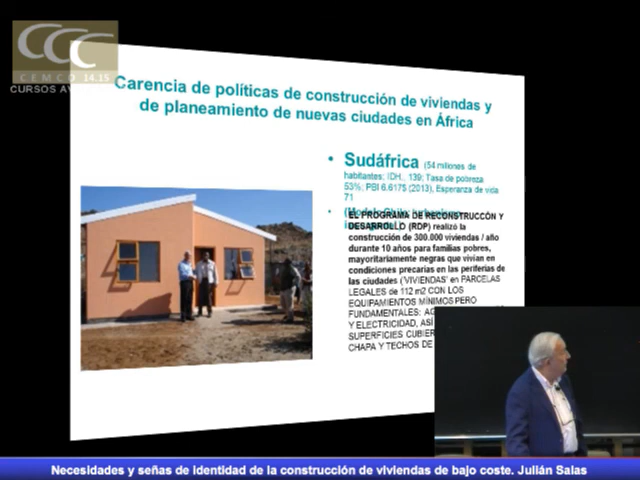 CCC
CEMCO 14.15
CURSOS AV
Carencia de políticas de construcción de viviendas y
de planeamiento de nuevas ciudades en África
• Sudáfrica (54 millones de
habitantes; IDH. 139; Tasa de pobreza
53%; PBI 6.6175 (2013), Esperanza de vida
71
EL PROGRAMA DE RECONSTRUCCÓN Y
DESARROLLO (RDP) realizó la
construcción de 300.000 viviendas / año
durante 10 años para familias pobres,
mayoritariamente negras que vivían en
condiciones precarias en las periferias de
las ciudades ('VIVIENDAS' en PARCELAS
LEGALES de 112 m2 CON LOS
EQUIPAMIENTOS MÍNIMOS PERO
FUNDAMENTALES:
Y ELECTRICIDAD, ASÍ
SUPERFICIES
CHAPA Y TECHOS DE
Necesidades y señas de identidad de la construcción de viviendas de bajo coste. Julián Salas